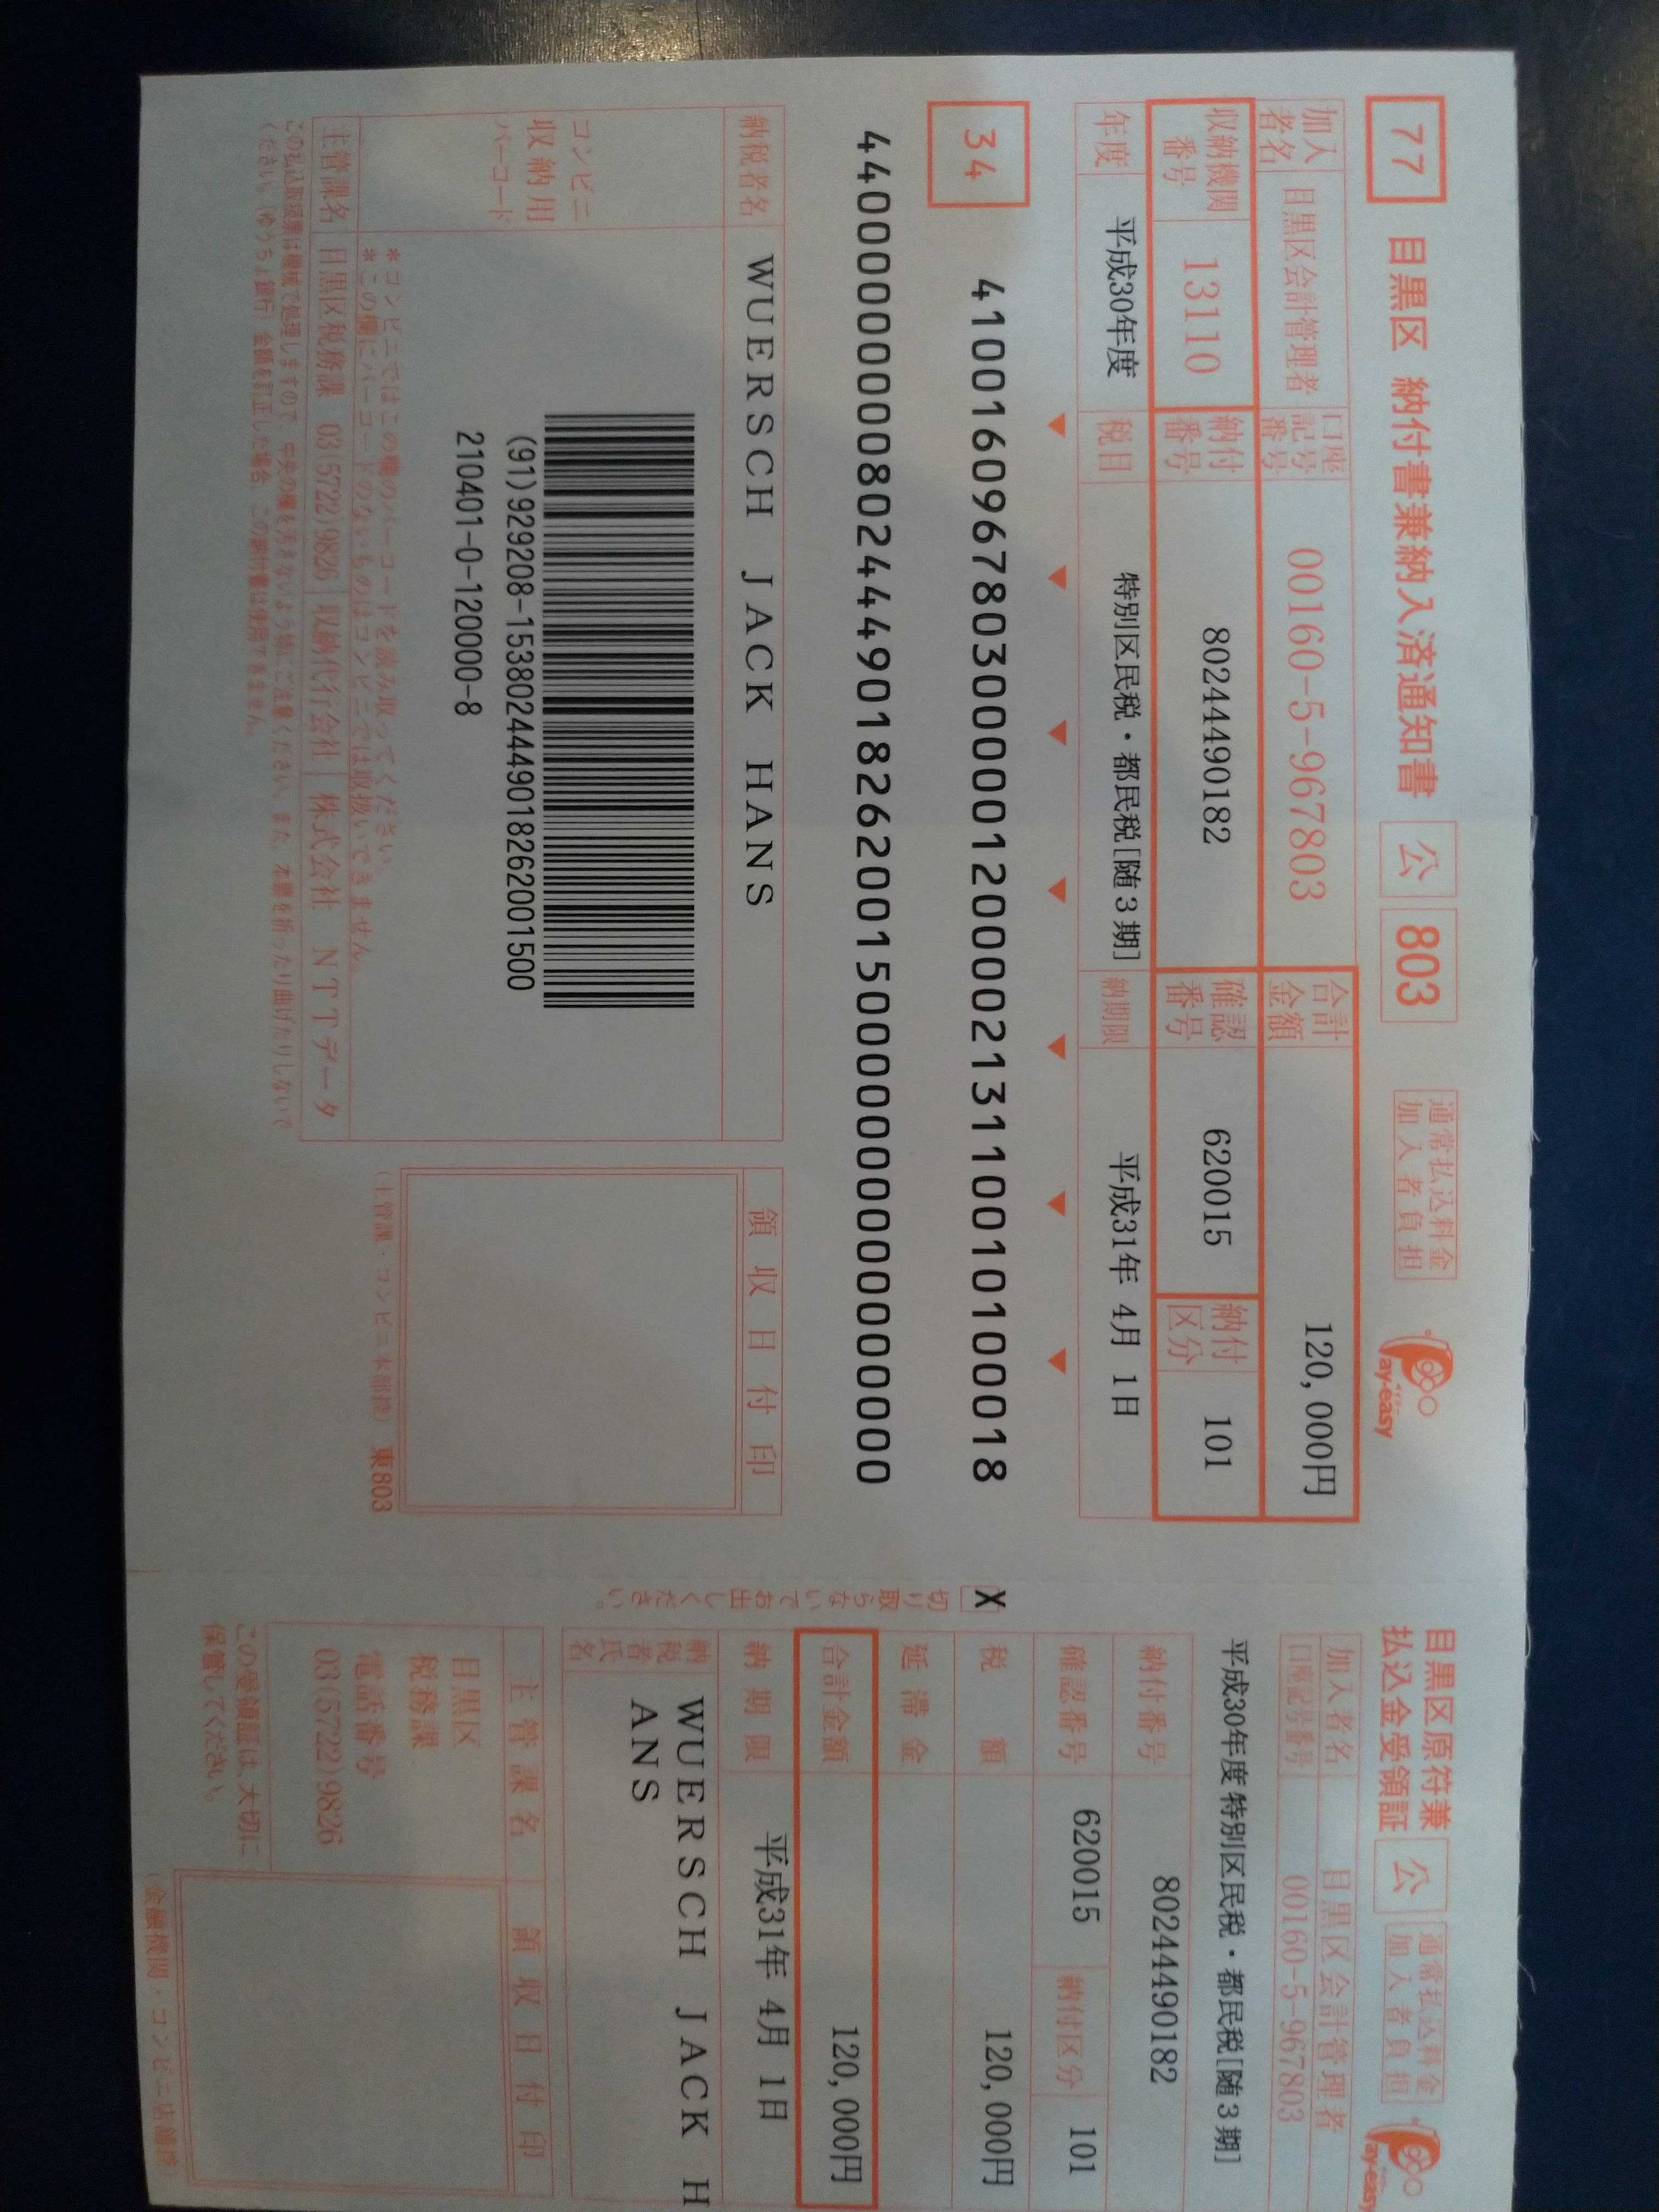 77 目黒区 納付書兼納入済通知書 公 803 通常払込料金加入者負担 Pay-easy
加入者名 目黒区会計管理者 口座記号番号 00160-5-967803 合計金額 120,000円
収納機関番号 13110 納付番号 80244490182 確認番号 620015 納付区分 101
年度 平成30年度 税目 特別区民税・都民税[随3期] 納期限 平成31年 4月 1日
34
41001609678030000012000002131100101010 0018
納税者名 WUERSCH JACK HANS
領収日付印
コンビニ収納用バーコード
(91)929208-1538024449018262001500
210401-0-120000-8
*コンビニではこの欄のバーコードを読み取ってください。
*この欄にバーコードのないものはコンビニでは取扱いできません。
主管課名 目黒区税務課 03(5722)9826 収納代行会社 株式会社 NTTデータ
この払込取扱票は機械で処理しますので、中央の欄を汚さないよう特にご注意ください。また、本票を折ったり曲げたりしないで
ください。(ゆうちょ銀行)金額を訂正した場合、この納付書は使用できません。
(主管課・コンビニ本部控) 東803
X 切り取らないでお出しください。
目黒区原符兼
払込金受領証 公 通常払込料金加入者負担 Pay-easy
加入者名 目黒区会計管理者
口座記号番号 00160-5-967803
平成30年度 特別区民税・都民税[随3期]
納付番号 80244490182
確認番号 620015 納付区分 101
税額 120,000円
延滞金
合計金額 120,000円
納期限 平成31年 4月 1日
納税者氏名 WUERSCH JACK H
ANS
主管課名 領収日付印
目黒区
税務課
電話番号
03(5722)9826
この受領証は、大切に
保管してください。
(金融機関・コンビニ店舗控)